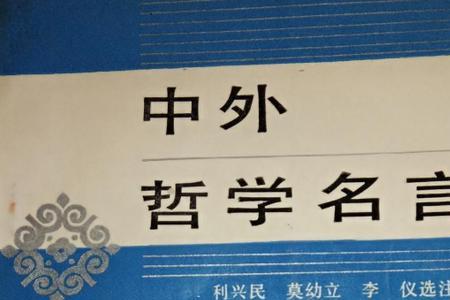 中外
哲学名言
利兴民 莫幼立 李 仪选注